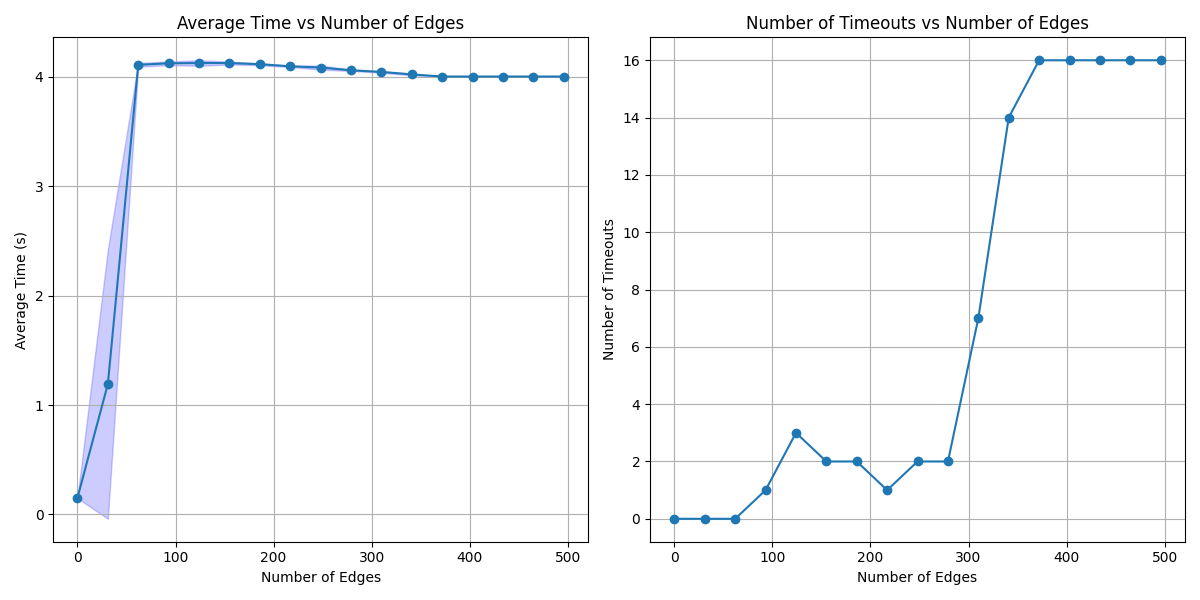 Average Time vs Number of Edges
Average Time (s)
4
3
2
1
0
0 100 200 300 400 500
Number of Edges
Number of Timeouts vs Number of Edges
Number of Timeouts
16
14
12
10
8
6
4
2
0
0 100 200 300 400 500
Number of Edges